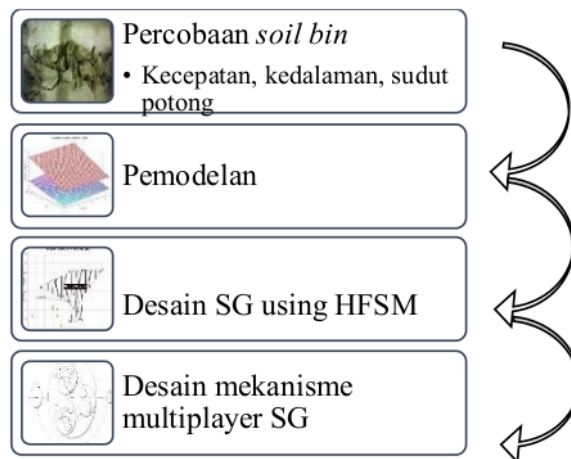 Percobaan soil bin
• Kecepatan, kedalaman, sudut
potong
Pemodelan
Desain SG using HFSM
Desain mekanisme
multiplayer SG